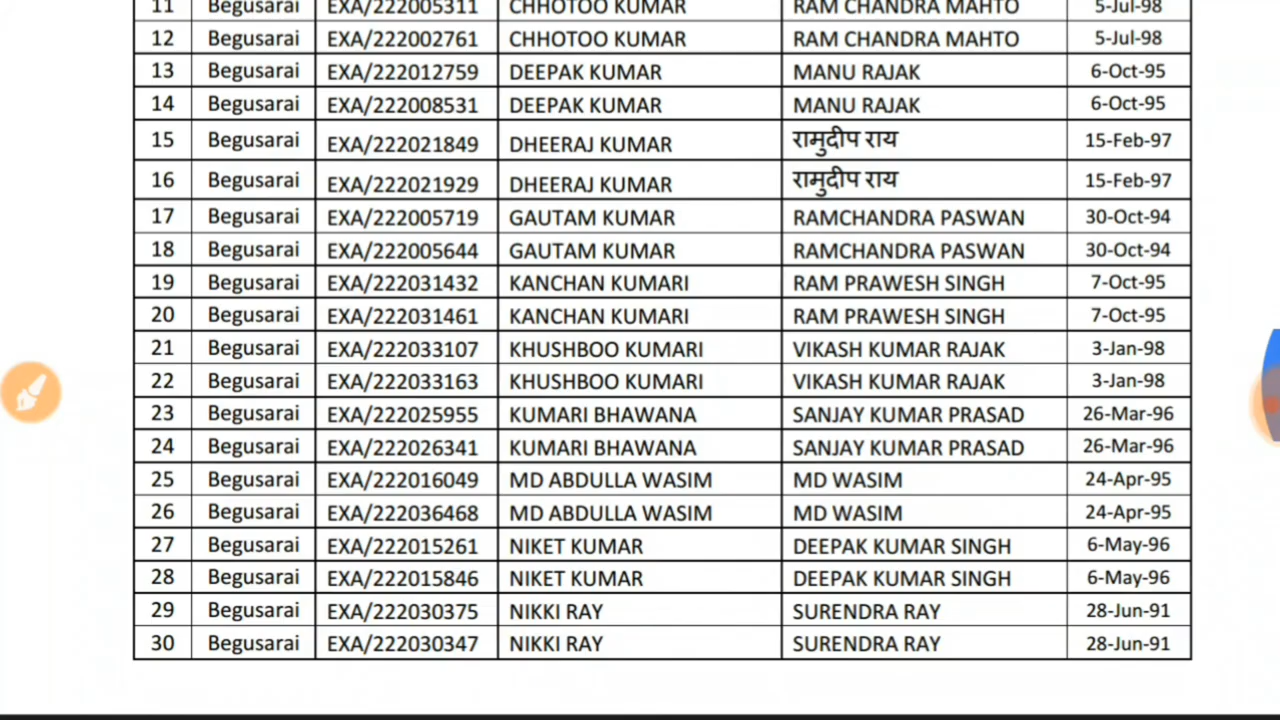 11 Begusarai EXA/222005311 CHHOTOO KUMAR RAM CHANDRA MAHTO 5-Jul-98
12 Begusarai EXA/222002761 CHHOTOO KUMAR RAM CHANDRA MAHTO 5-Jul-98
13 Begusarai EXA/222012759 DEEPAK KUMAR MANU RAJAK 6-Oct-95
14 Begusarai EXA/222008531 DEEPAK KUMAR MANU RAJAK 6-Oct-95
15 Begusarai EXA/222021849 DHEERAJ KUMAR रामुदीप राय 15-Feb-97
16 Begusarai EXA/222021929 DHEERAJ KUMAR रामुदीप राय 15-Feb-97
17 Begusarai EXA/222005719 GAUTAM KUMAR RAMCHANDRA PASWAN 30-Oct-94
18 Begusarai EXA/222005644 GAUTAM KUMAR RAMCHANDRA PASWAN 30-Oct-94
19 Begusarai EXA/222031432 KANCHAN KUMARI RAM PRAWESH SINGH 7-Oct-95
20 Begusarai EXA/222031461 KANCHAN KUMARI RAM PRAWESH SINGH 7-Oct-95
21 Begusarai EXA/222033107 KHUSHBOO KUMARI VIKASH KUMAR RAJAK 3-Jan-98
22 Begusarai EXA/222033163 KHUSHBOO KUMARI VIKASH KUMAR RAJAK 3-Jan-98
23 Begusarai EXA/222025955 KUMARI BHAWANA SANJAY KUMAR PRASAD 26-Mar-96
24 Begusarai EXA/222026341 KUMARI BHAWANA SANJAY KUMAR PRASAD 26-Mar-96
25 Begusarai EXA/222016049 MD ABDULLA WASIM MD WASIM 24-Apr-95
26 Begusarai EXA/222036468 MD ABDULLA WASIM MD WASIM 24-Apr-95
27 Begusarai EXA/222015261 NIKET KUMAR DEEPAK KUMAR SINGH 6-May-96
28 Begusarai EXA/222015846 NIKET KUMAR DEEPAK KUMAR SINGH 6-May-96
29 Begusarai EXA/222030375 NIKKI RAY SURENDRA RAY 28-Jun-91
30 Begusarai EXA/222030347 NIKKI RAY SURENDRA RAY 28-Jun-91